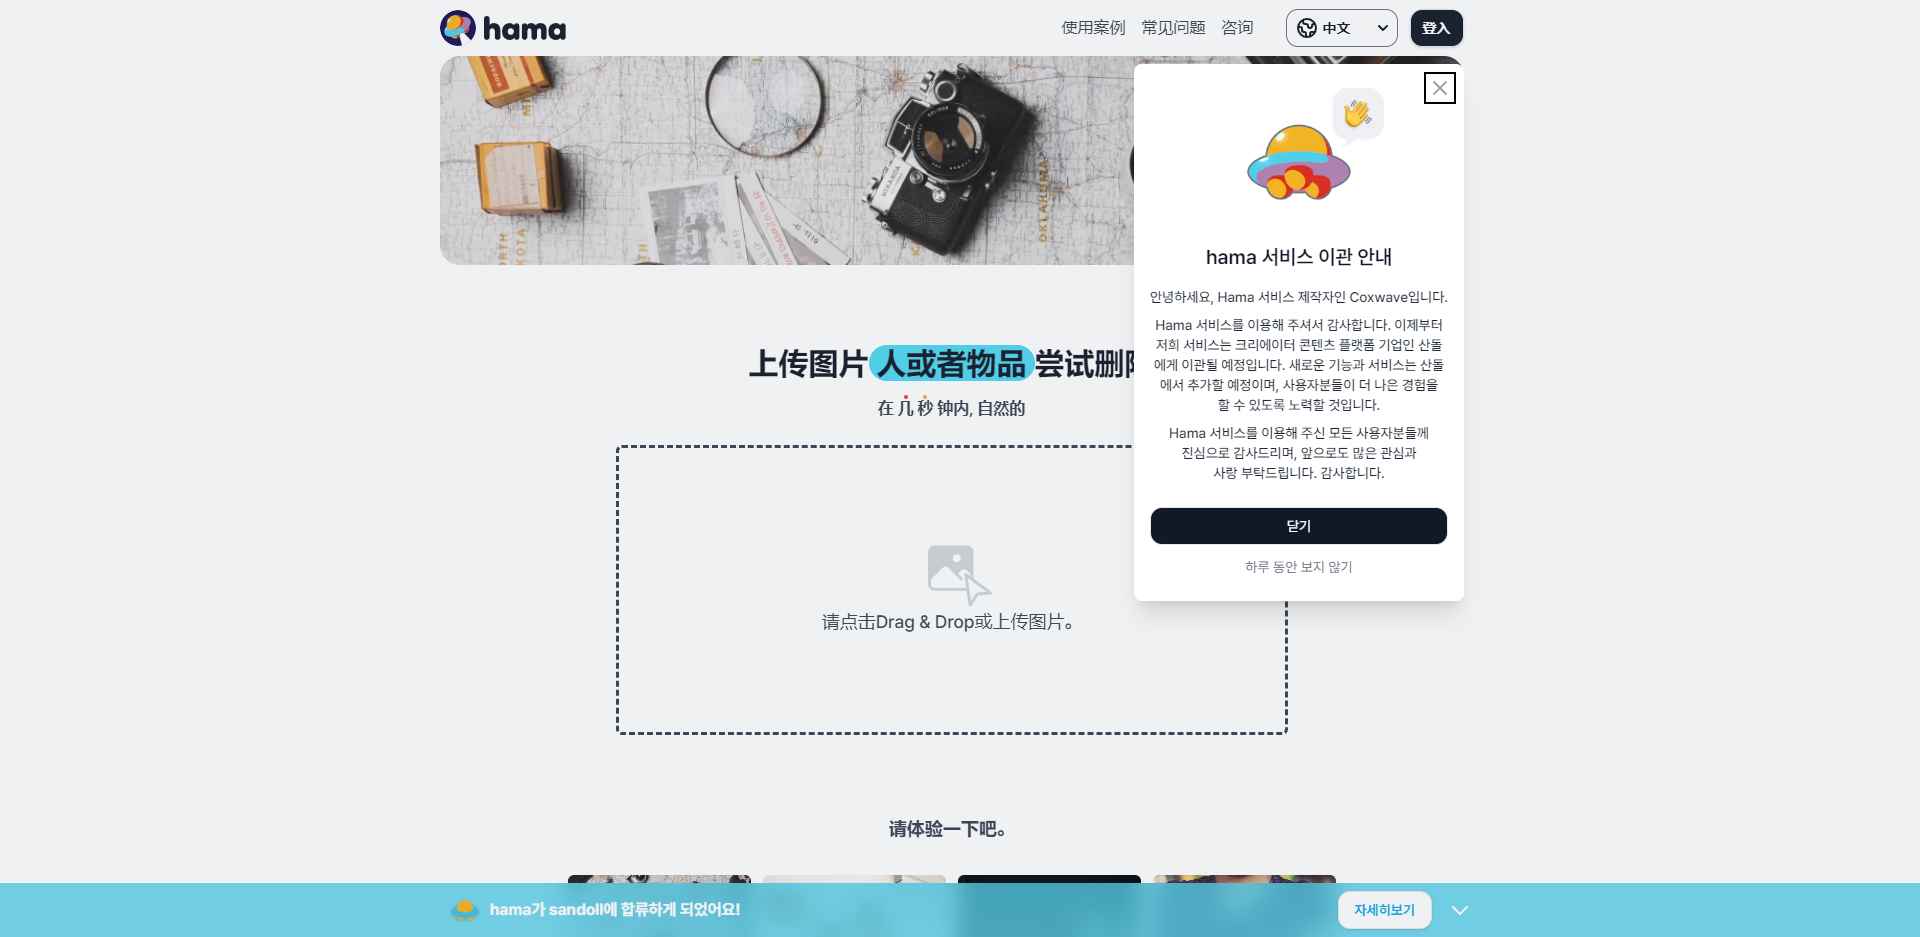 hama
使用案例
常见问题
咨询
中文
登入
OKLAHOMA
上传图片 人或者物品 尝试删
在 几 秒 钟内, 自然的
请点击Drag & Drop或上传图片。
hama 서비스 이관 안내
안녕하세요, Hama 서비스 제작자인 Coxwave입니다.
Hama 서비스를 이용해 주셔서 감사합니다. 이제부터
저희 서비스는 크리에이터 콘텐츠 플랫폼 기업인 산돌
에게 이관될 예정입니다. 새로운 기능과 서비스는 산돌
에서 추가할 예정이며, 사용자분들이 더 나은 경험을
할 수 있도록 노력할 것입니다.
Hama 서비스를 이용해 주신 모든 사용자분들께
진심으로 감사드리며, 앞으로도 많은 관심과
사랑 부탁드립니다. 감사합니다.
닫기
하루 동안 보지 않기
请体验一下吧。
hama가 sandoll에 합류하게 되었어요!
자세히보기